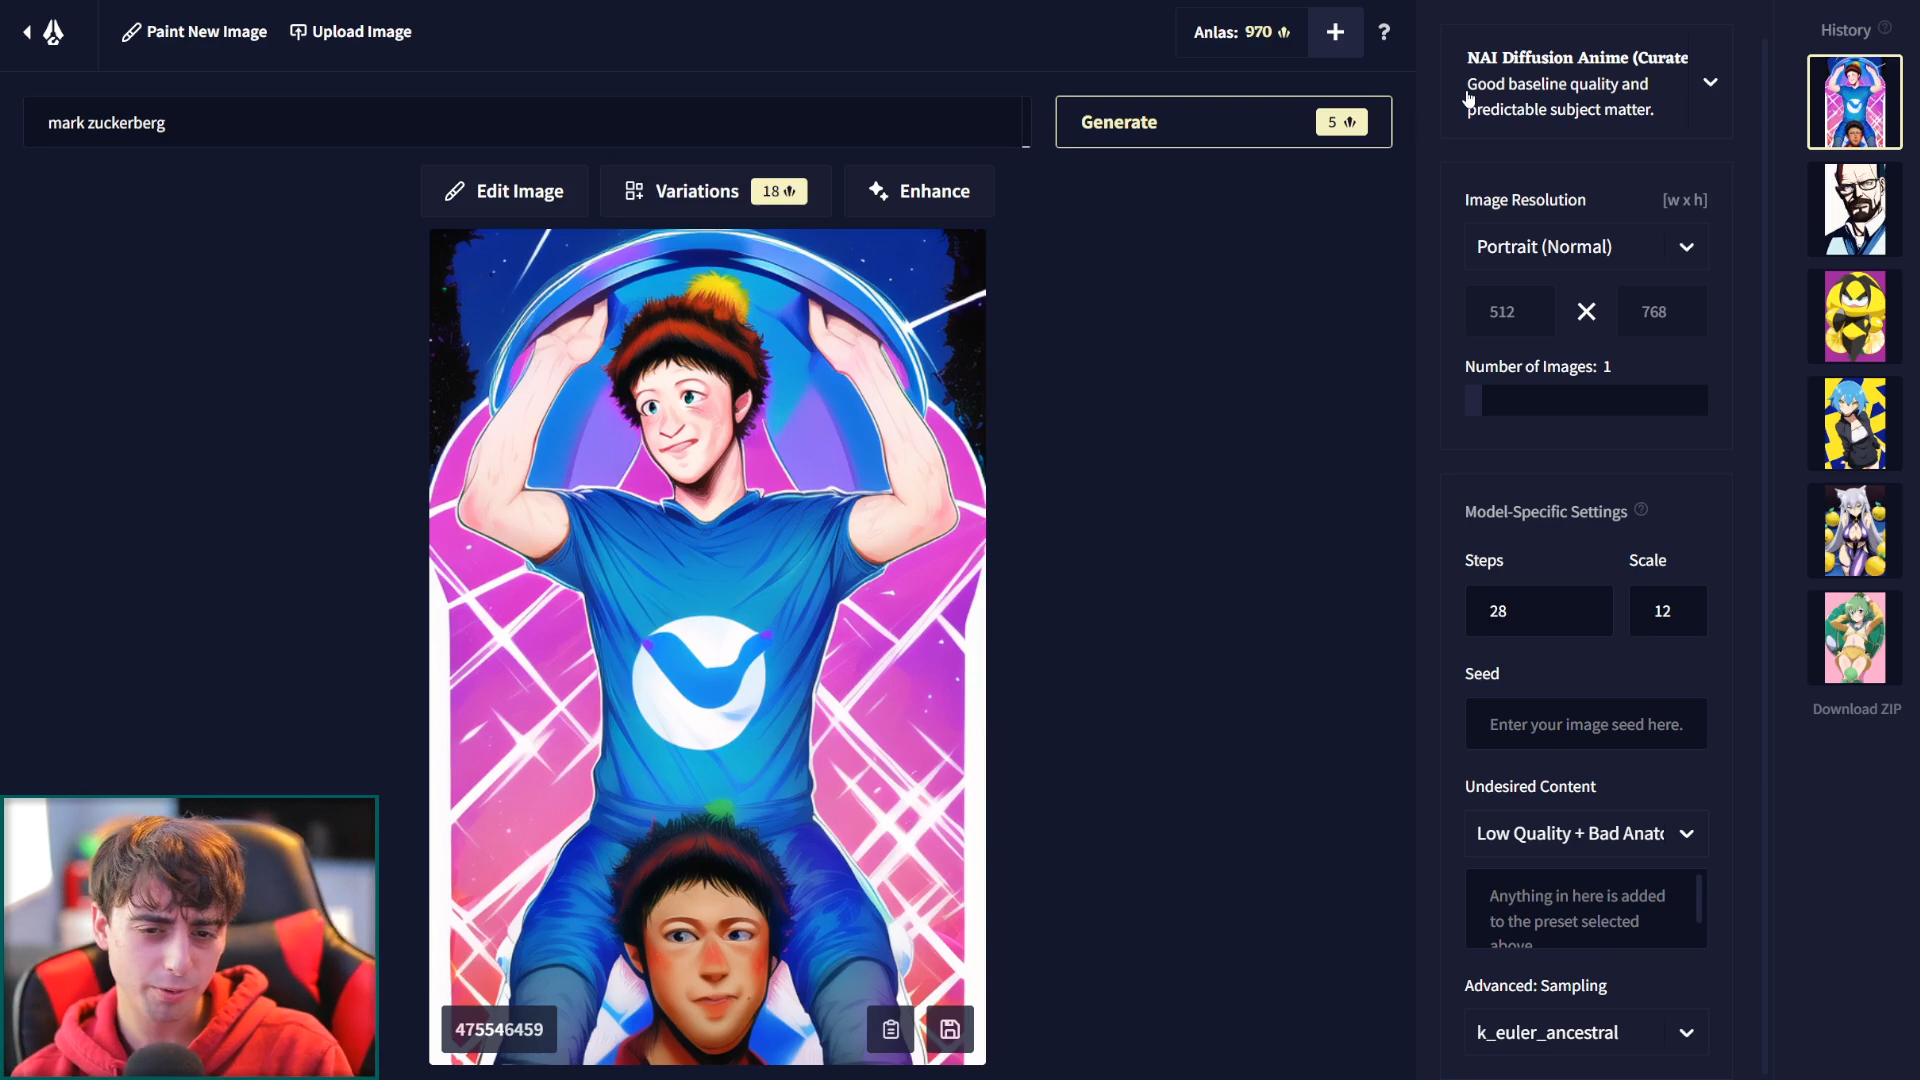 Paint New Image
Upload Image
Anlas: 970
?
History
NAI Diffusion Anime (Curate
Good baseline quality and
predictable subject matter.
mark zuckerberg
Generate
5
Edit Image
Variations
18
Enhance
Image Resolution
[w x h]
Portrait (Normal)
512
768
Number of Images: 1
Model-Specific Settings
Steps
Scale
28
12
Seed
Enter your image seed here.
Download ZIP
Undesired Content
Low Quality + Bad Anato
Anything in here is added
to the preset selected
above
Advanced: Sampling
k_euler_ancestral
475546459